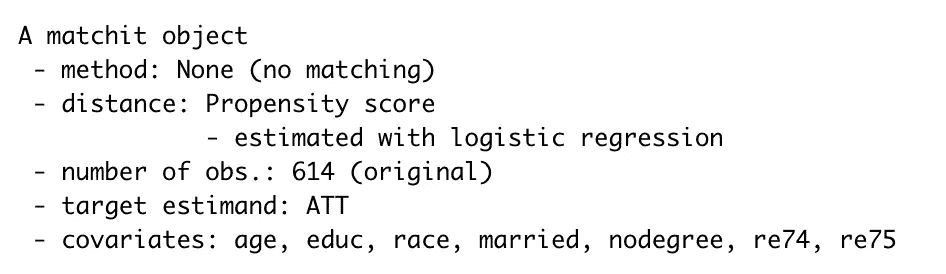 A matchit object
- method: None (no matching)
- distance: Propensity score
- estimated with logistic regression
- number of obs.: 614 (original)
- target estimand: ATT
- covariates: age, educ, race, married, nodegree, re74, re75